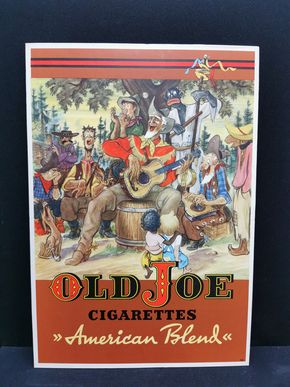 OLD JOE
CIGARETTES
»American Blend«